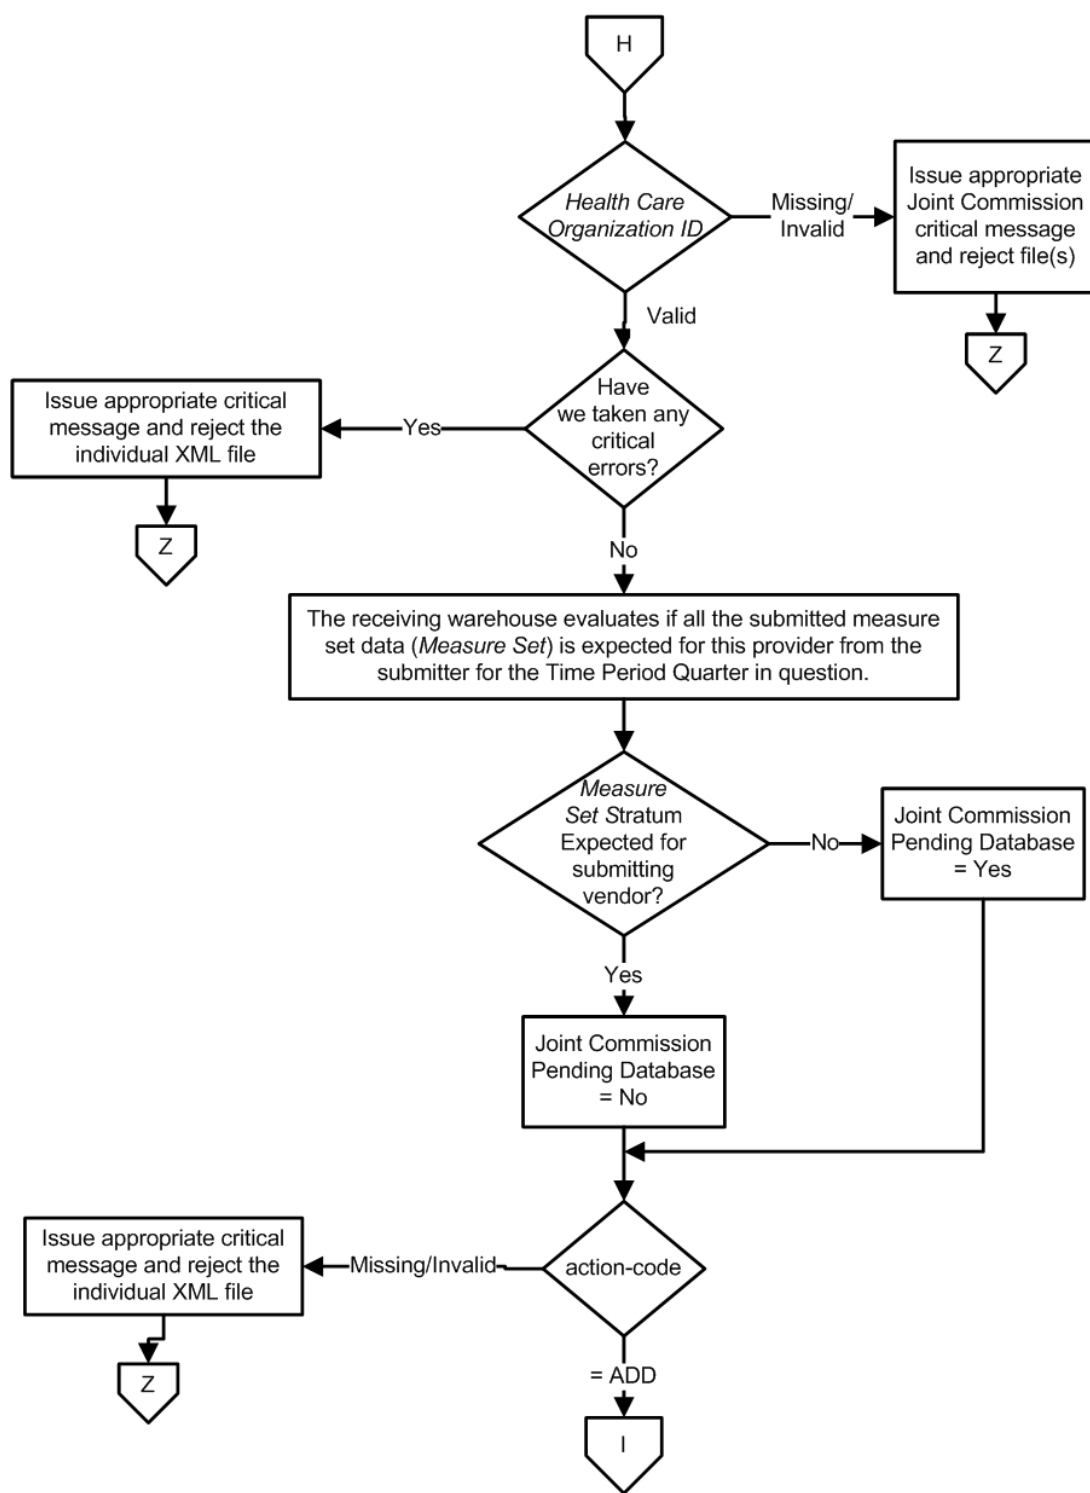 H
Health Care
Organization ID
Missing/
Invalid
Issue appropriate
Joint Commission
critical message
and reject file(s)
Z
Valid
Have
we taken any
critical
errors?
Yes
Issue appropriate critical
message and reject the
individual XML file
Z
No
The receiving warehouse evaluates if all the submitted measure
set data (Measure Set) is expected for this provider from the
submitter for the Time Period Quarter in question.
Measure
Set Stratum
Expected for
submitting
vendor?
No
Joint Commission
Pending Database
= Yes
Yes
Joint Commission
Pending Database
= No
action-code
Missing/Invalid
Issue appropriate critical
message and reject the
individual XML file
Z
= ADD
I